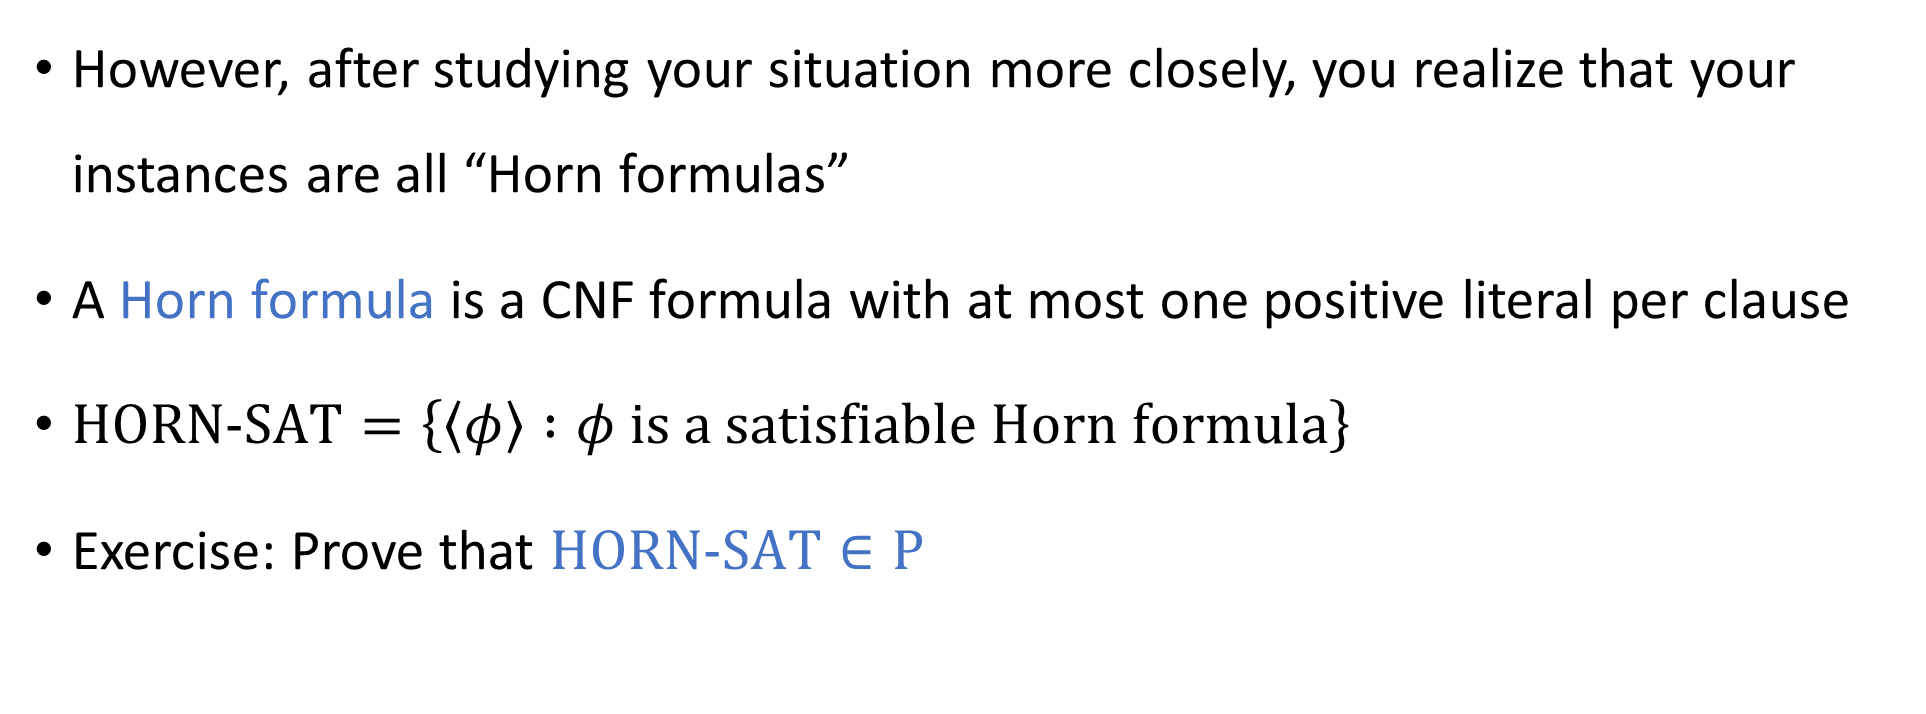 • However, after studying your situation more closely, you realize that your
instances are all “Horn formulas”
• A Horn formula is a CNF formula with at most one positive literal per clause
• HORN-SAT = {⟨𝜙⟩ : 𝜙 is a satisfiable Horn formula}
• Exercise: Prove that HORN-SAT ∈ P